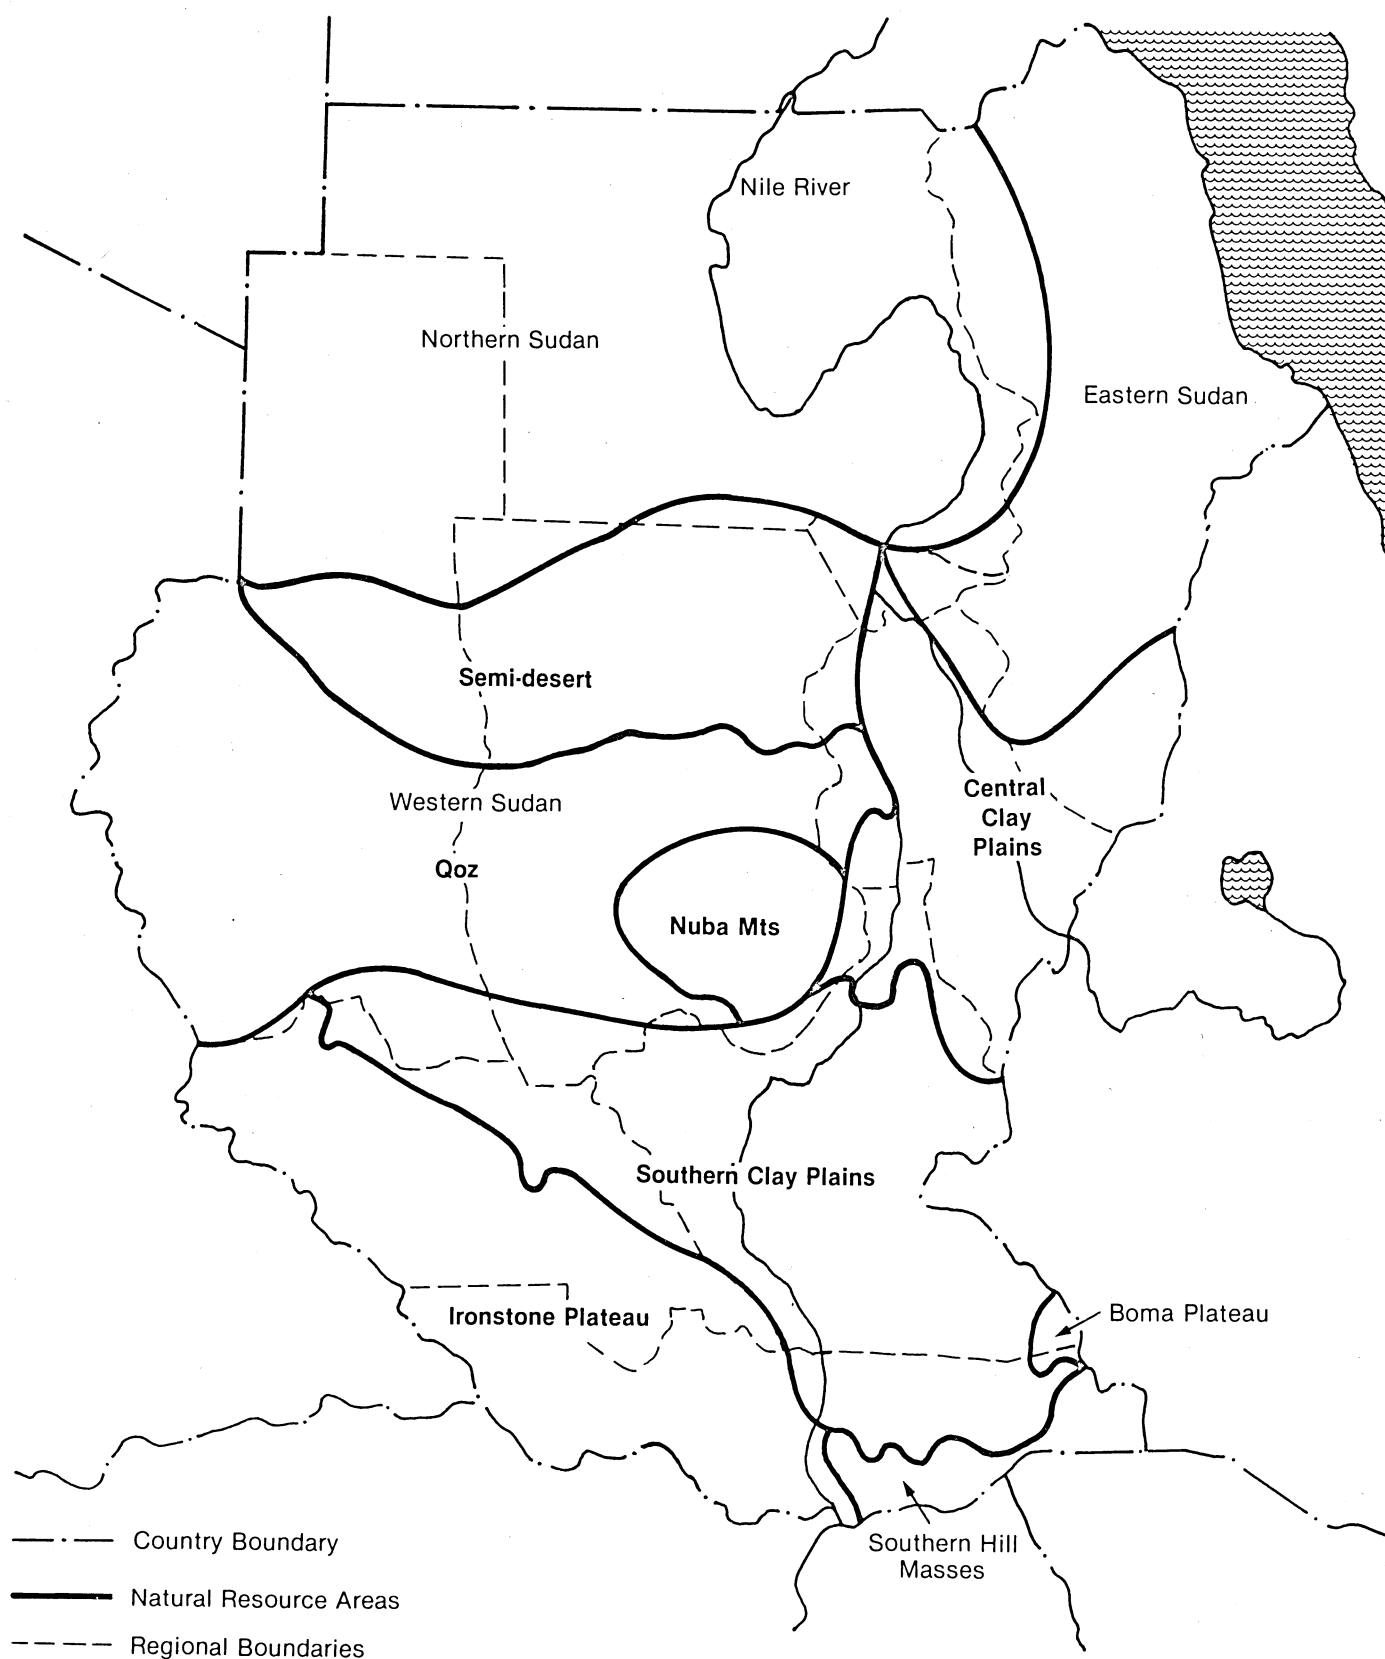 Nile River
Northern Sudan
Eastern Sudan
Semi-desert
Western Sudan
Qoz
Central
Clay
Plains
Nuba Mts
Southern Clay Plains
Ironstone Plateau
Boma Plateau
Southern Hill
Masses
Country Boundary
Natural Resource Areas
Regional Boundaries